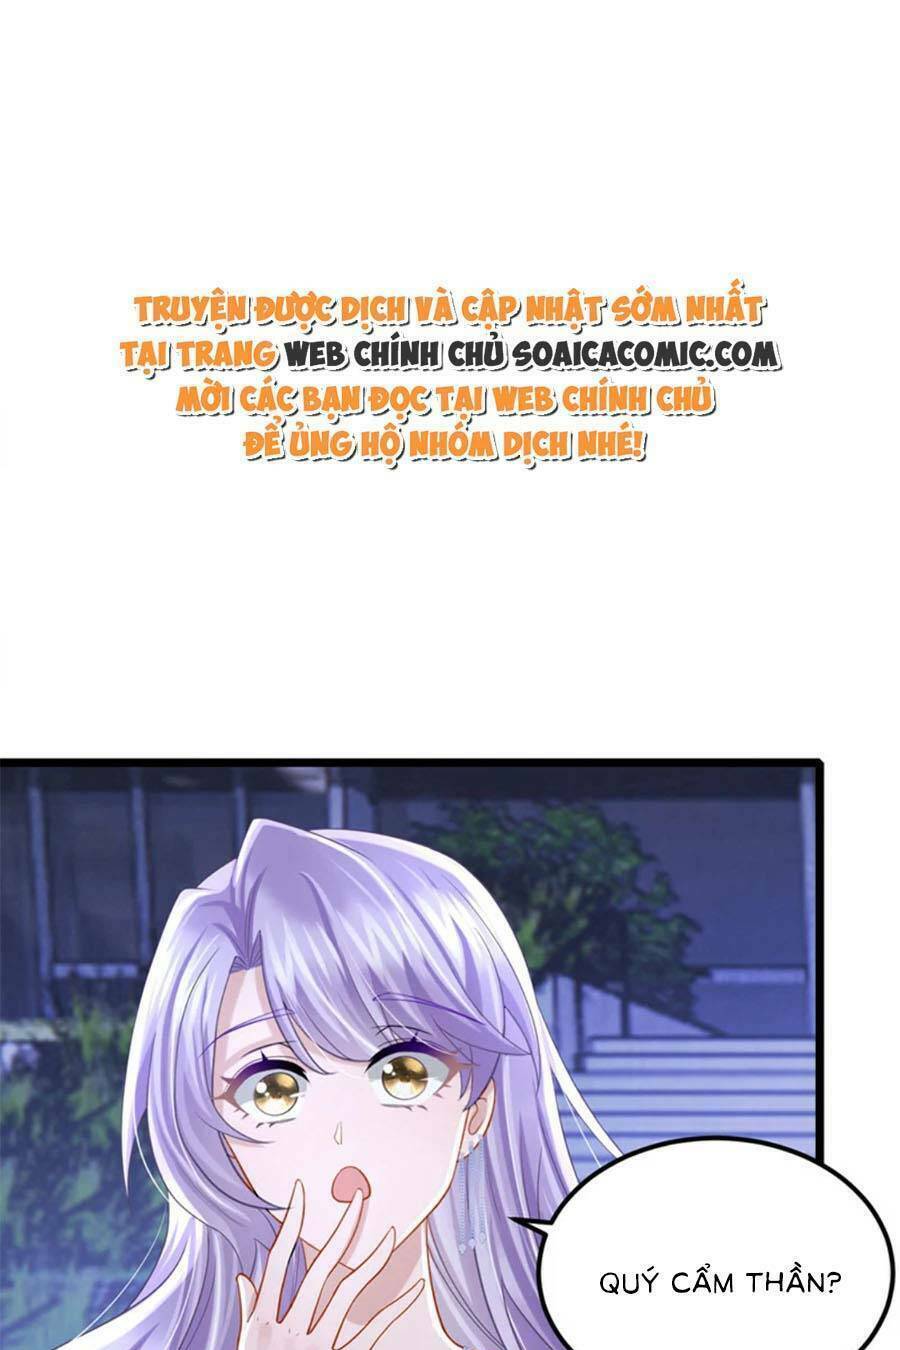 TRUYỆN ĐƯỢC DỊCH VÀ CẬP NHẬT SỚM NHẤT
TẠI TRANG WEB CHÍNH CHỦ SOAICACOMIC.COM
MỜI CÁC BẠN ĐỌC TẠI WEB CHÍNH CHỦ
ĐỂ ỦNG HỘ NHÓM DỊCH NHÉ!
QUÝ CẨM THẦN?